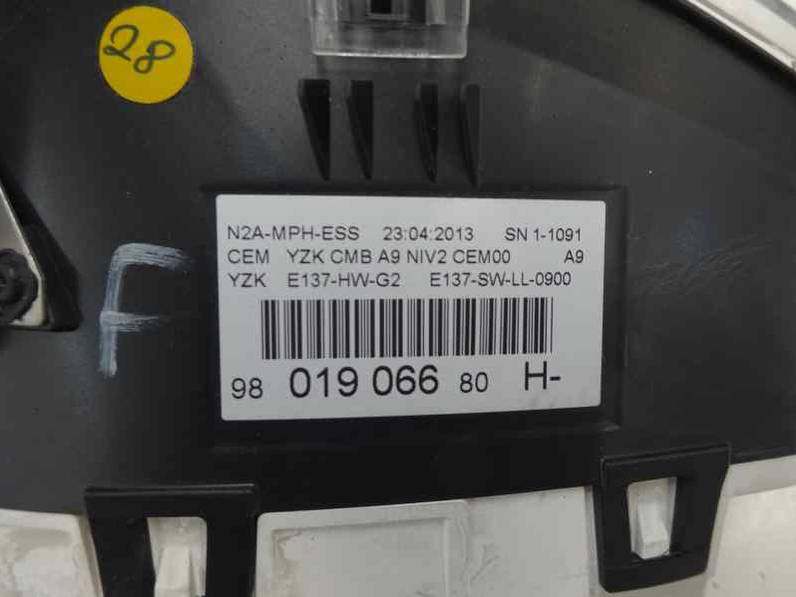 28
N2A-MPH-ESS 23:04:2013 SN 1-1091
CEM YZK CMB A9 NIV2 CEM00 A9
YZK E137-HW-G2 E137-SW-LL-0900
98 019 066 80 H-
F